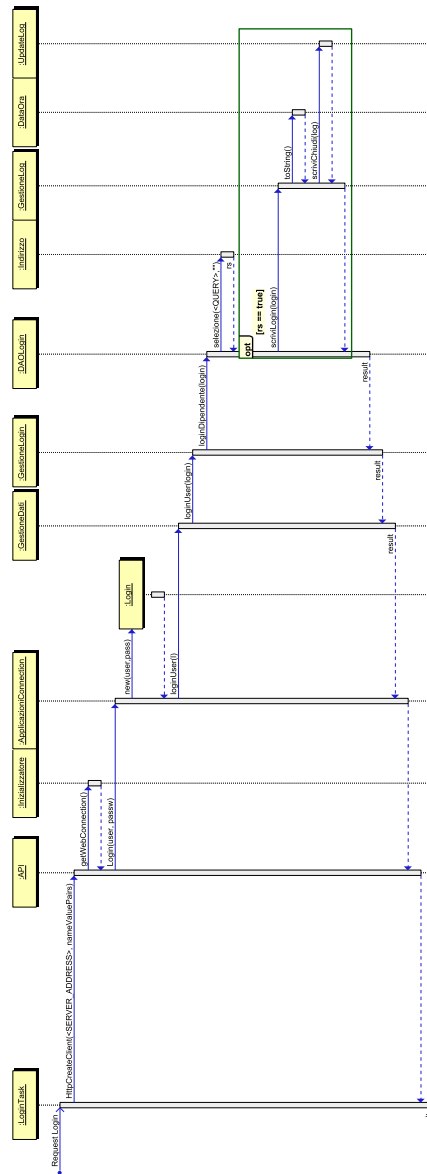 :LoginTask
:API
:Inizializzatore
:ApplicazioniConnection
:GestioneDati
:GestioneLogin
:DAOLogin
:Indirizzo
:GestioneLog
:DataOra
:UpdateLog
Request Login
HttpCreateClient(<SERVER_ADDRESS>, nameValuePairs)
getWebConnection()
Login(user, passw)
new(user,pass)
:Login
loginUser(l)
loginUser(login)
loginDipendente(login)
selezione(<QUERY>, "")
rs
opt
[rs == true]
scriviLogin(login)
toString()
scriviChiudi(log)
result
result
result